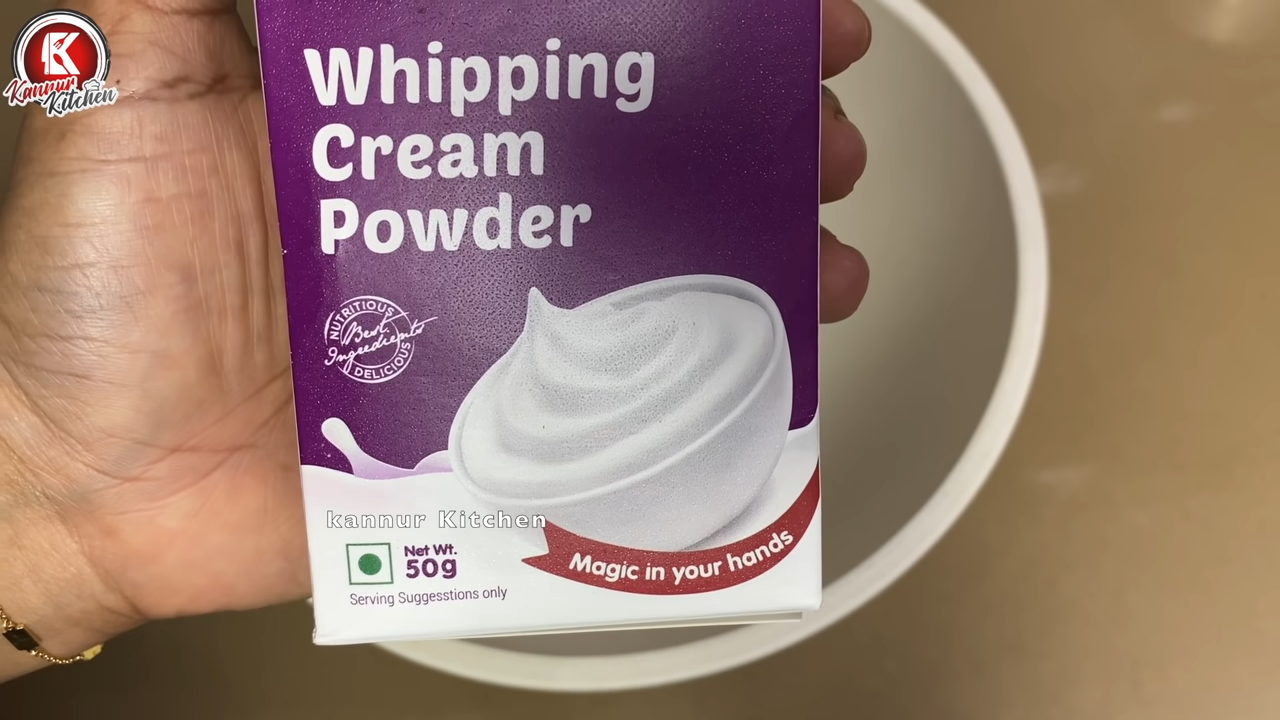 K
Kannur
Kitchen
Whipping
Cream
Powder
NUTRITIOUS
Best
Ingredients
DELICIOUS
kannur Kitchen
Net Wt.
50g
Serving Suggesstions only
Magic in your hands